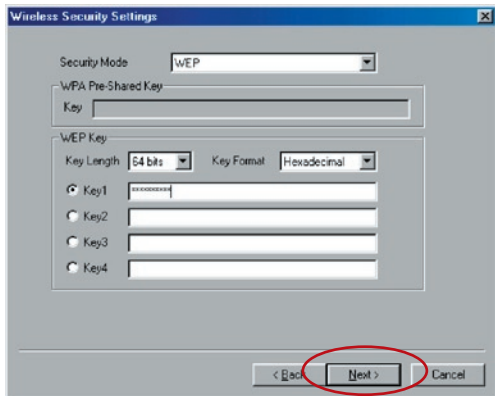 Wireless Security Settings
Security Mode WEP
WPA Pre-Shared Key
Key
WEP Key
Key Length 64 bits Key Format Hexadecimal
Key1 **********
Key2
Key3
Key4
< Back Next > Cancel